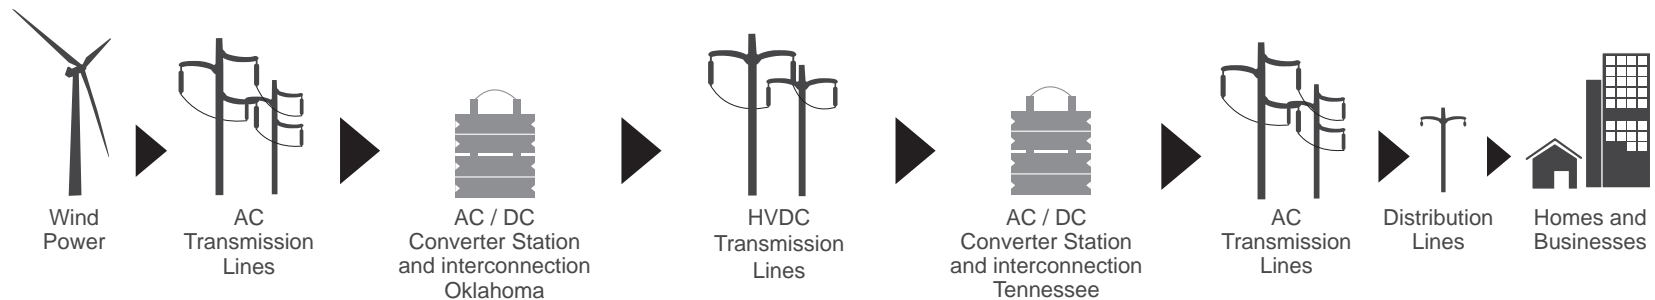 Wind
Power
AC
Transmission
Lines
AC / DC
Converter Station
and interconnection
Oklahoma
HVDC
Transmission
Lines
AC / DC
Converter Station
and interconnection
Tennessee
AC
Transmission
Lines
Distribution
Lines
Homes and
Businesses